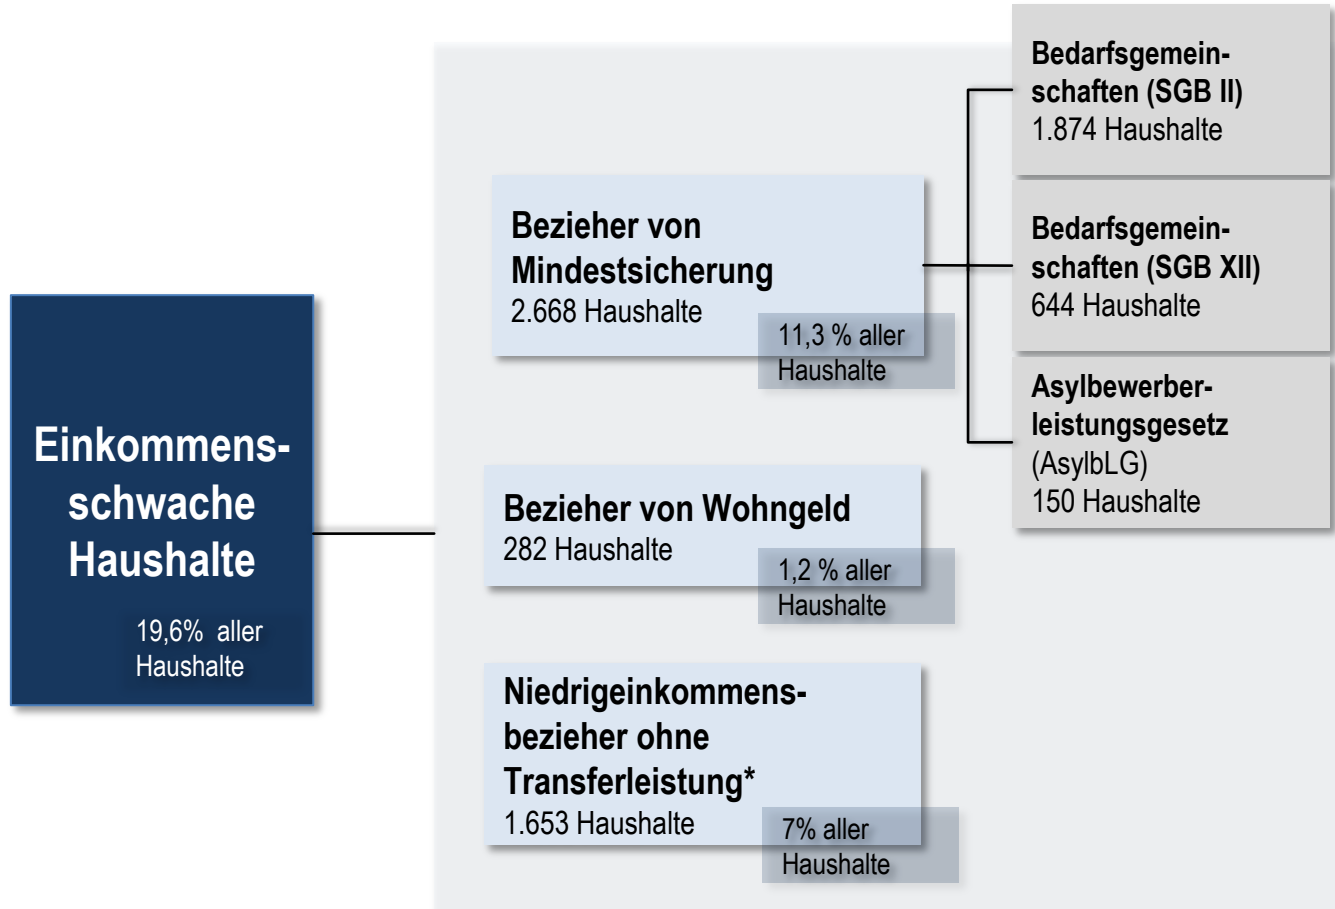 Einkommens-
schwache
Haushalte
19,6% aller
Haushalte
Bezieher von
Mindestsicherung
2.668 Haushalte
11,3 % aller
Haushalte
Bezieher von Wohngeld
282 Haushalte
1,2 % aller
Haushalte
Niedrigeinkommens-
bezieher ohne
Transferleistung*
1.653 Haushalte
7% aller
Haushalte
Bedarfsgemein-
schaften (SGB II)
1.874 Haushalte
Bedarfsgemein-
schaften (SGB XII)
644 Haushalte
Asylbewerber-
leistungsgesetz
(AsylbLG)
150 Haushalte